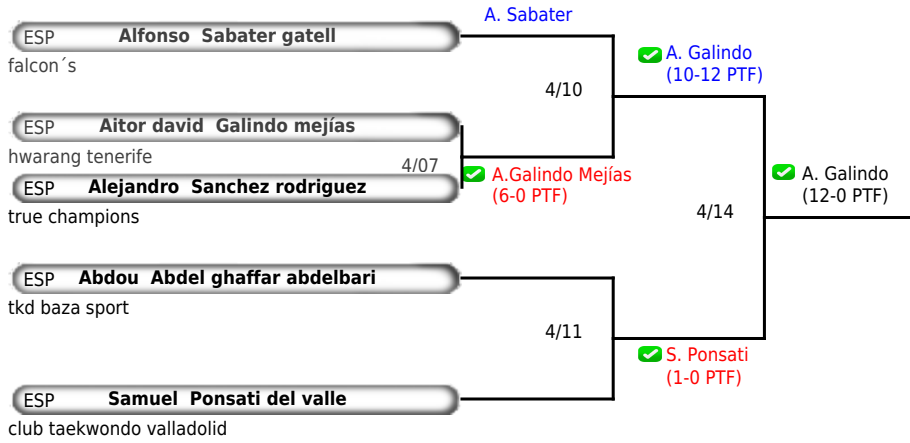 A. Sabater
ESP Alfonso Sabater gatell
falcon´s
A. Galindo
(10-12 PTF)
4/10
ESP Aitor david Galindo mejías
hwarang tenerife
4/07
A.Galindo Mejías
(6-0 PTF)
ESP Alejandro Sanchez rodriguez
true champions
A. Galindo
(12-0 PTF)
4/14
ESP Abdou Abdel ghaffar abdelbari
tkd baza sport
4/11
S. Ponsati
(1-0 PTF)
ESP Samuel Ponsati del valle
club taekwondo valladolid